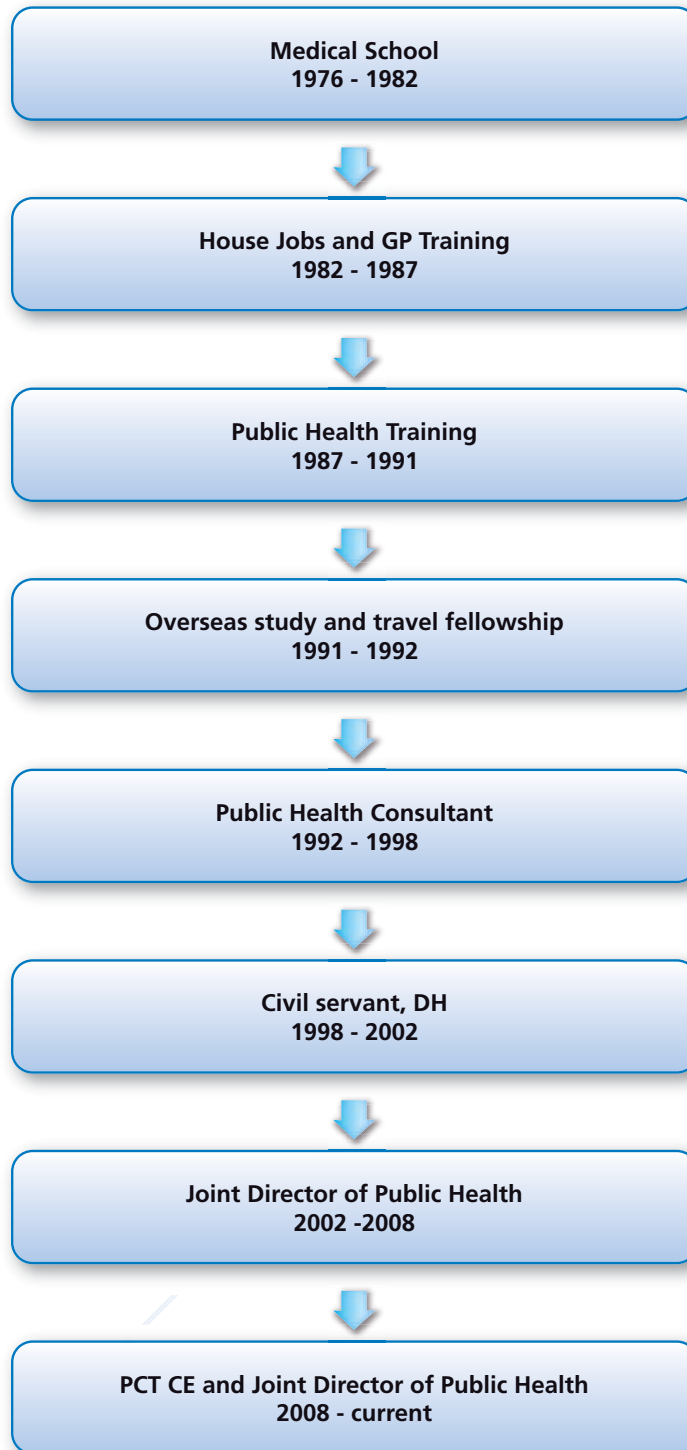 Medical School
1976 - 1982
House Jobs and GP Training
1982 - 1987
Public Health Training
1987 - 1991
Overseas study and travel fellowship
1991 - 1992
Public Health Consultant
1992 - 1998
Civil servant, DH
1998 - 2002
Joint Director of Public Health
2002 -2008
PCT CE and Joint Director of Public Health
2008 - current